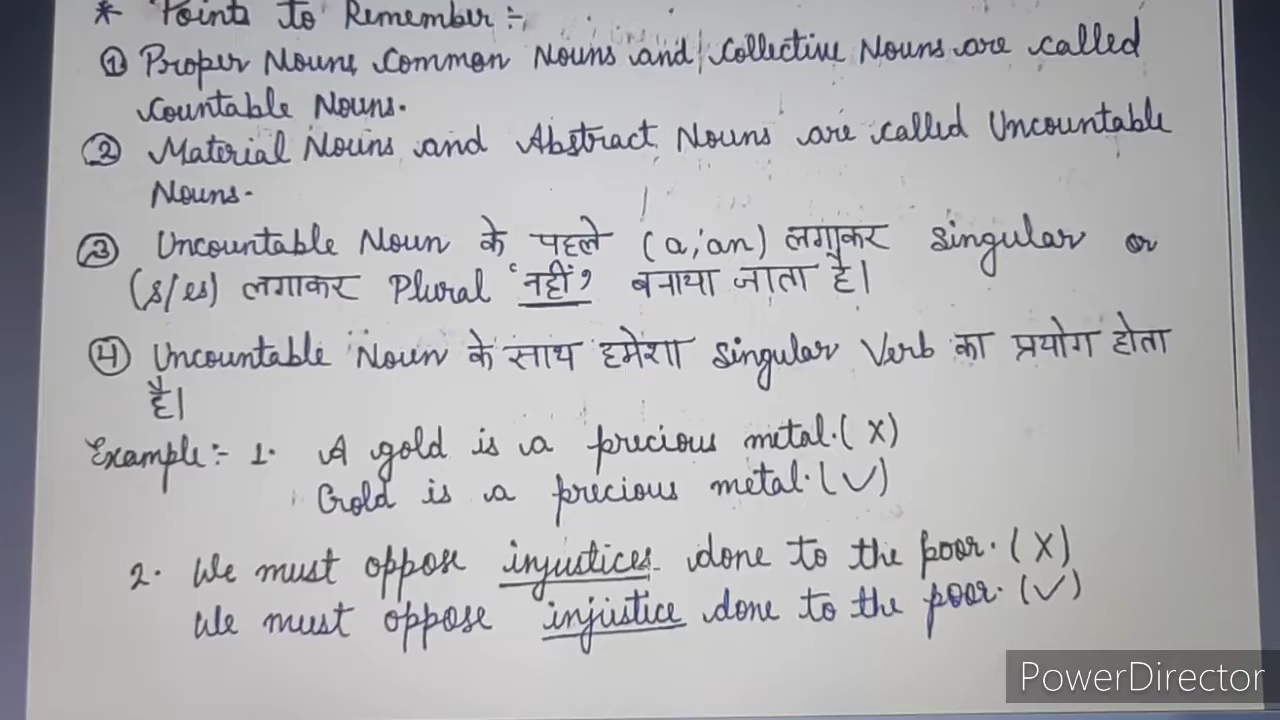 * Points to Remember :-
① Proper Nouns, Common Nouns and Collective Nouns are called
Countable Nouns.
② Material Nouns and Abstract Nouns are called Uncountable
Nouns.
③ Uncountable Noun के पहले (a, an) लगाकर singular or
(s/es) लगाकर Plural 'नहीं' बनाया जाता है।
④ Uncountable Noun के साथ हमेशा singular Verb का प्रयोग होता
है।
Example :- 1. A gold is a precious metal. (X)
Gold is a precious metal. (✓)
2. We must oppose injustices done to the poor. (X)
We must oppose injustice done to the poor. (✓)
PowerDirector